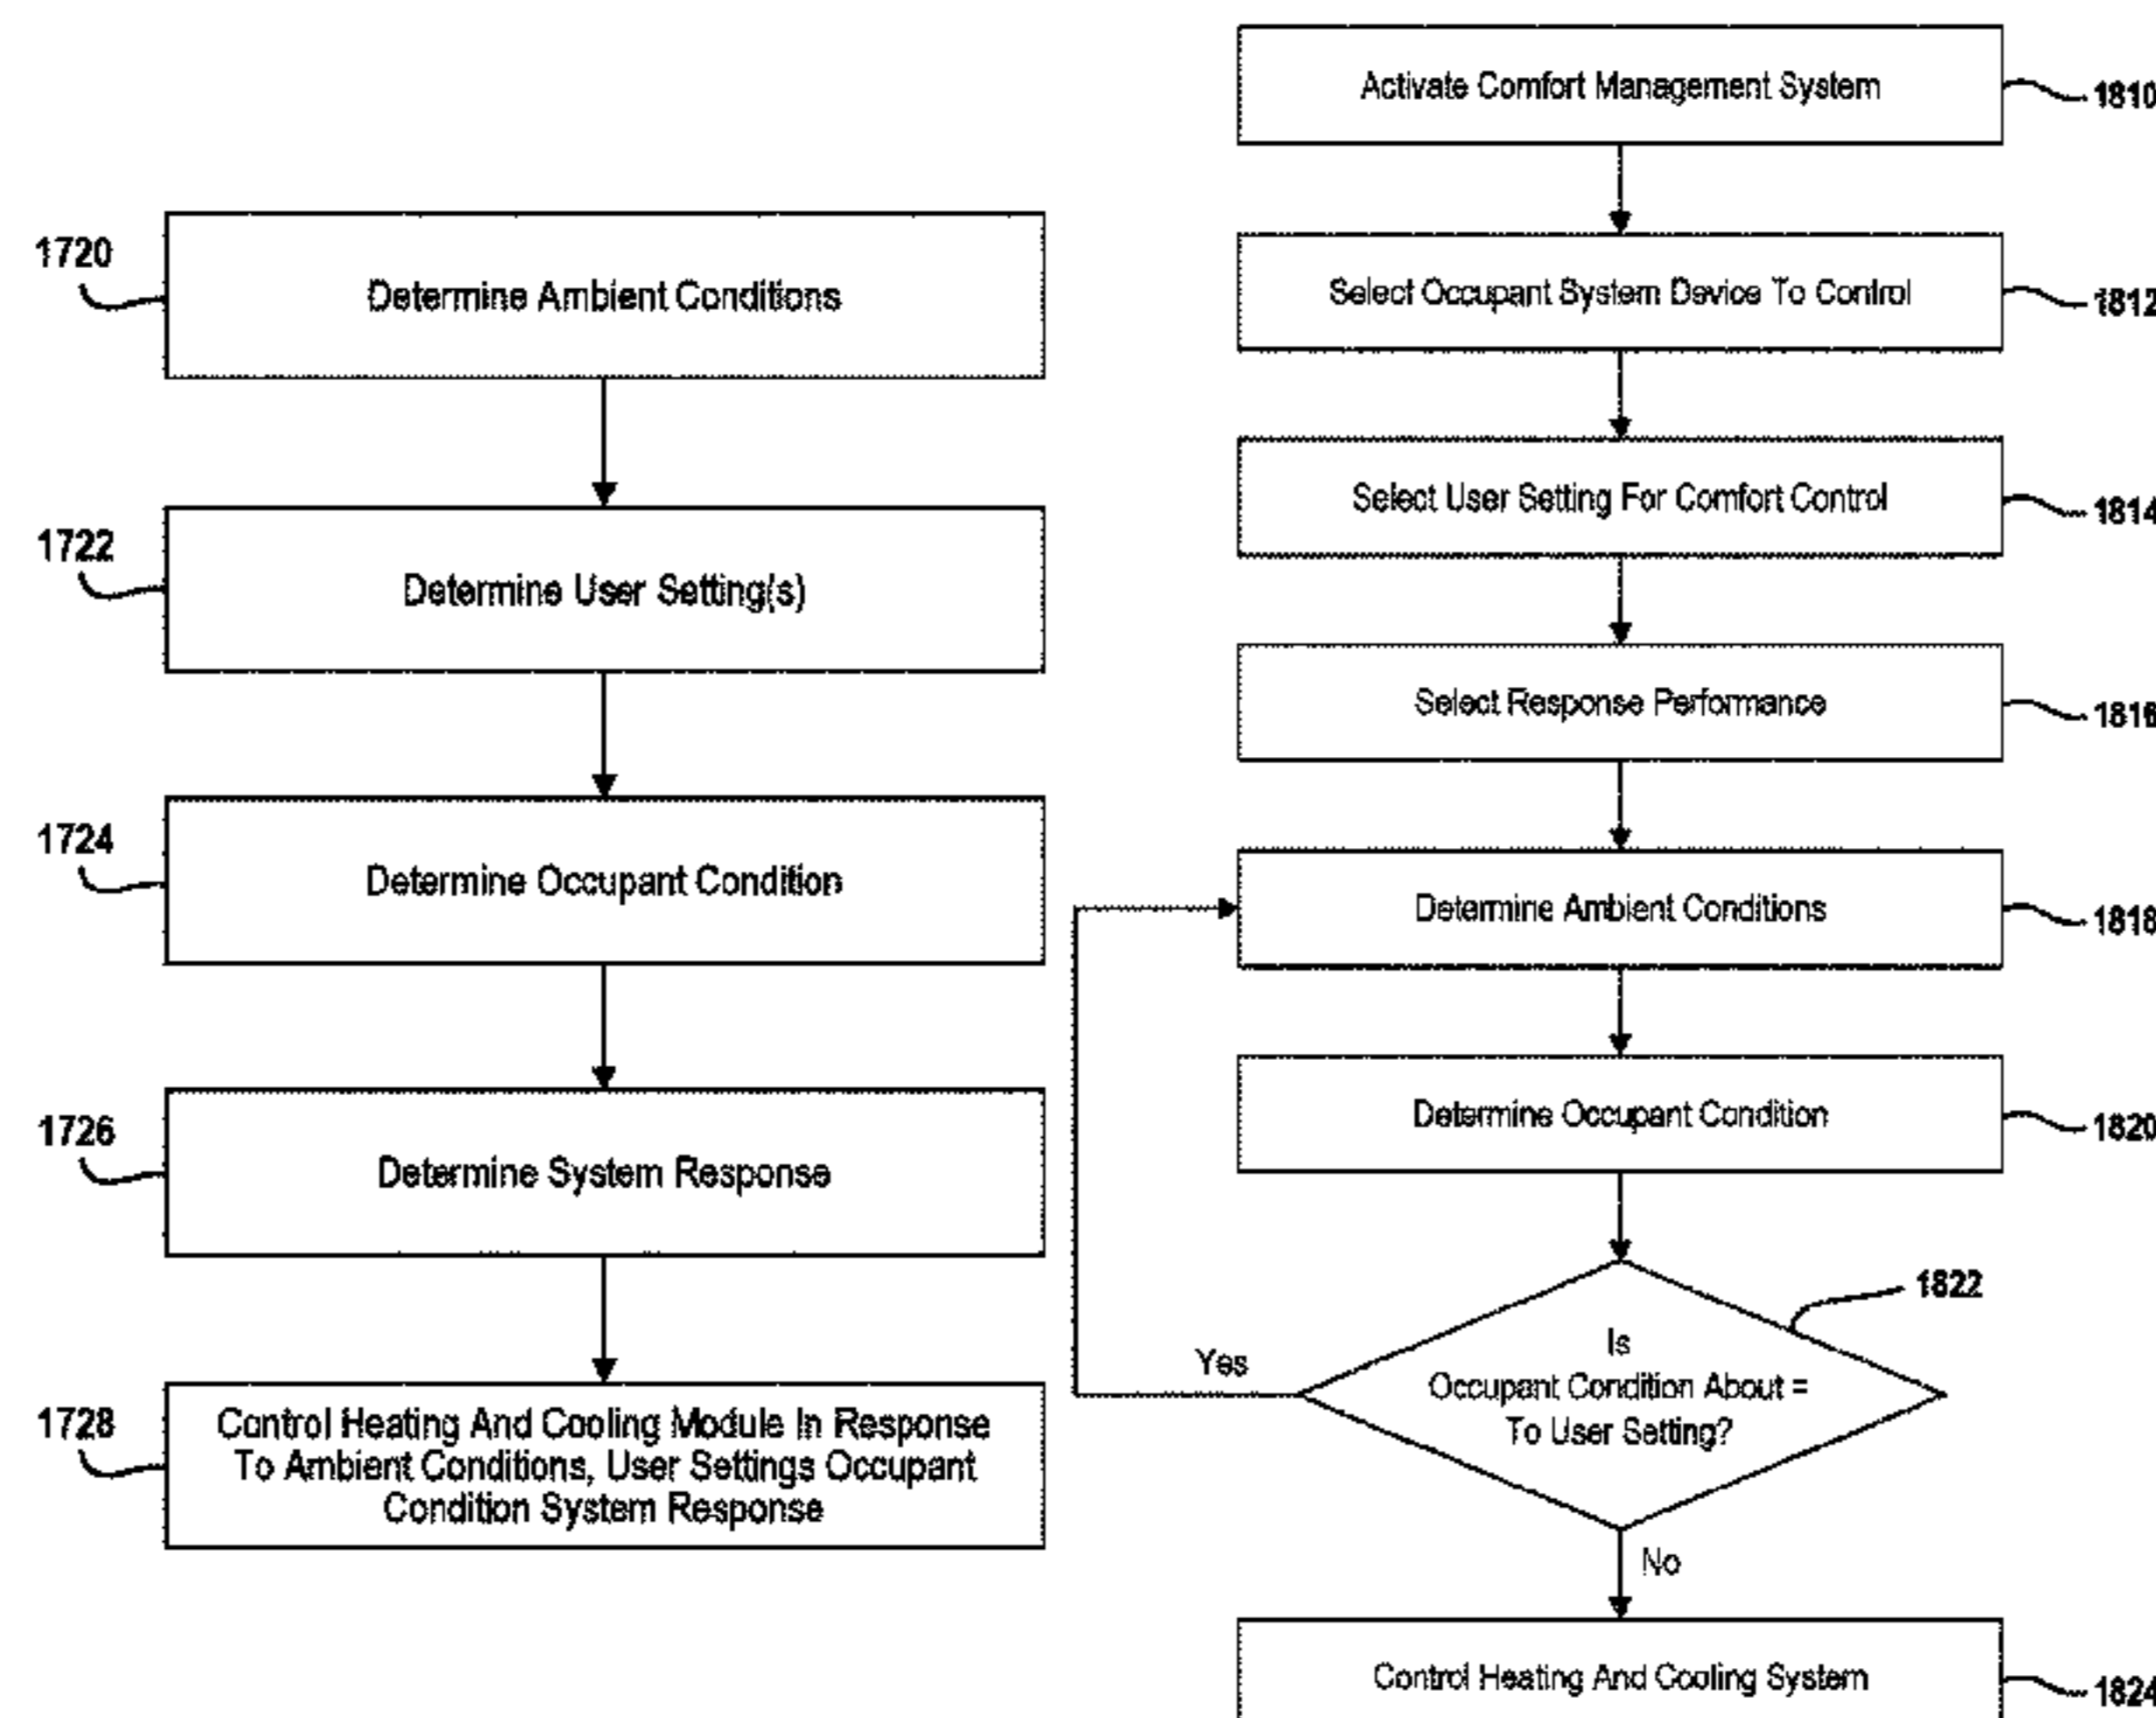 1720
Determine Ambient Conditions
1722
Determine User Setting(s)
1724
Determine Occupant Condition
1726
Determine System Response
1728
Control Heating And Cooling Module In Response
To Ambient Conditions, User Settings Occupant
Condition System Response
Activate Comfort Management System
1810
Select Occupant System Device To Control
1812
Select User Setting For Comfort Control
1814
Select Response Performance
1816
Determine Ambient Conditions
1818
Determine Occupant Condition
1820
1822
Is
Occupant Condition About =
To User Setting?
Yes
No
Control Heating And Cooling System
1824